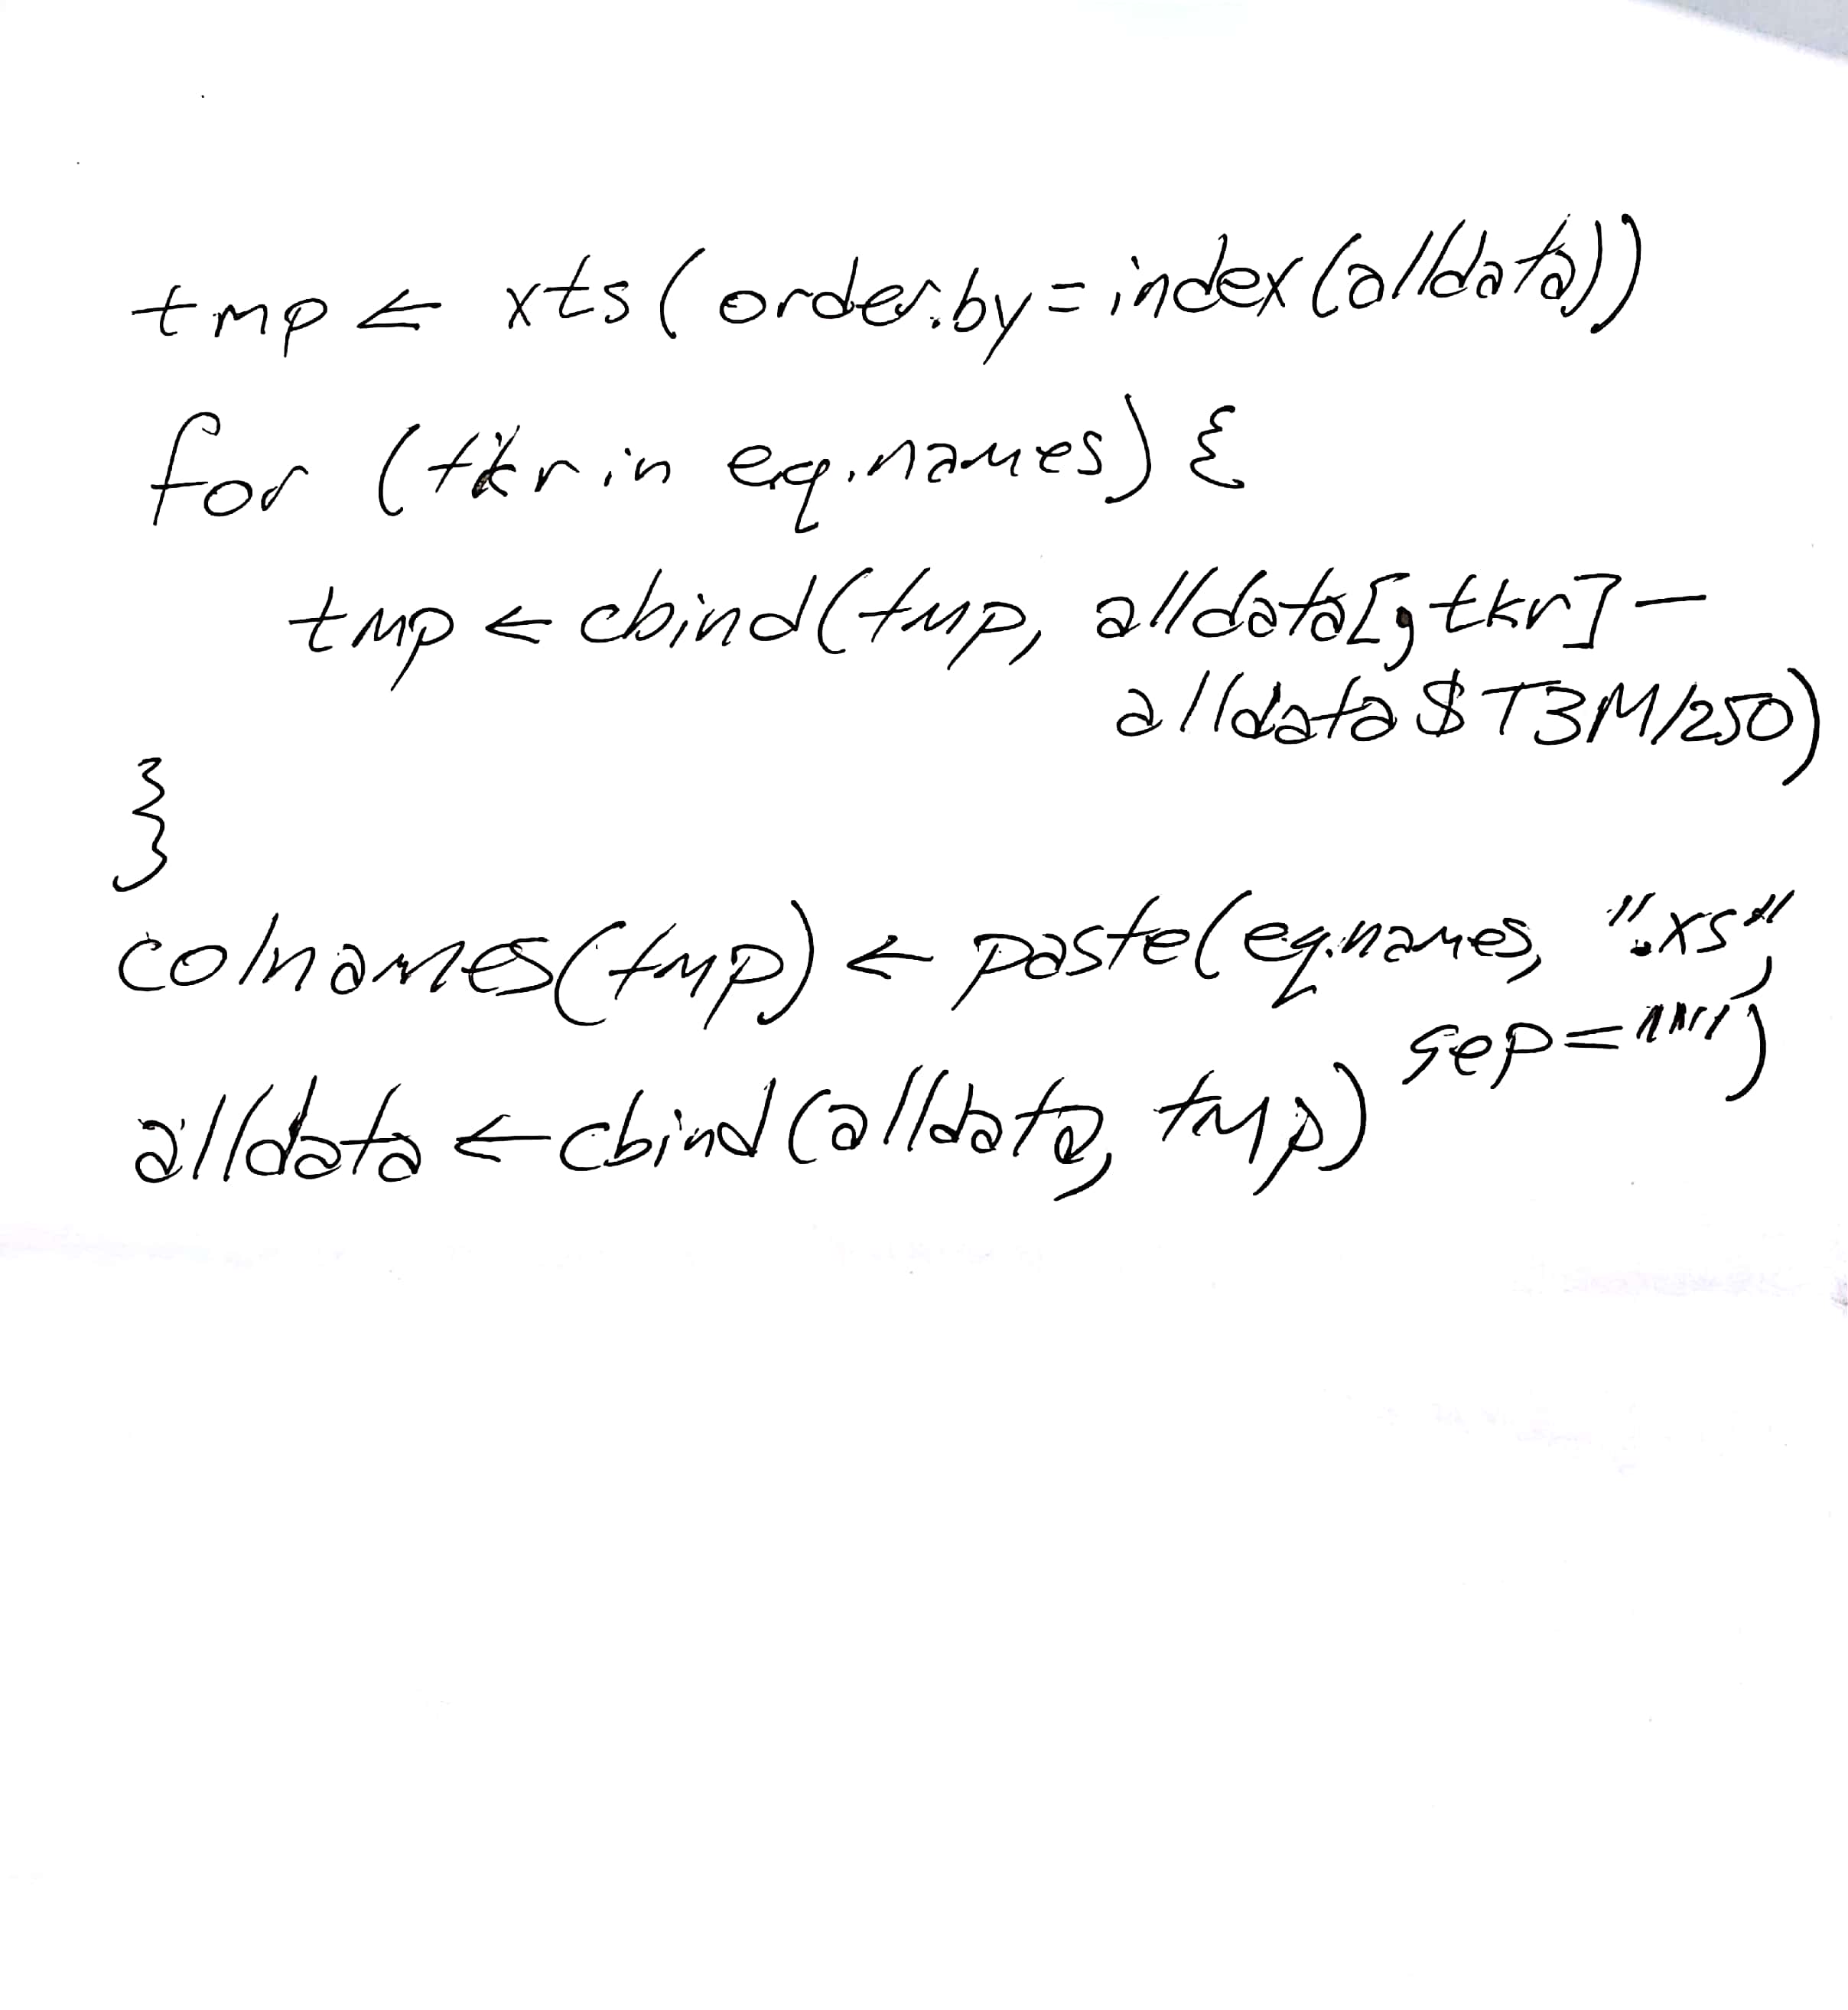 tmp <- xts(order.by=index(alldata))
for (tkr in eq.names) {
tmp <- cbind(tmp, alldata[,tkr] -
alldata$T3M/250)
}
colnames(tmp) <- paste(eq.names, ".xs",
sep="")
alldata <- cbind(alldata, tmp)